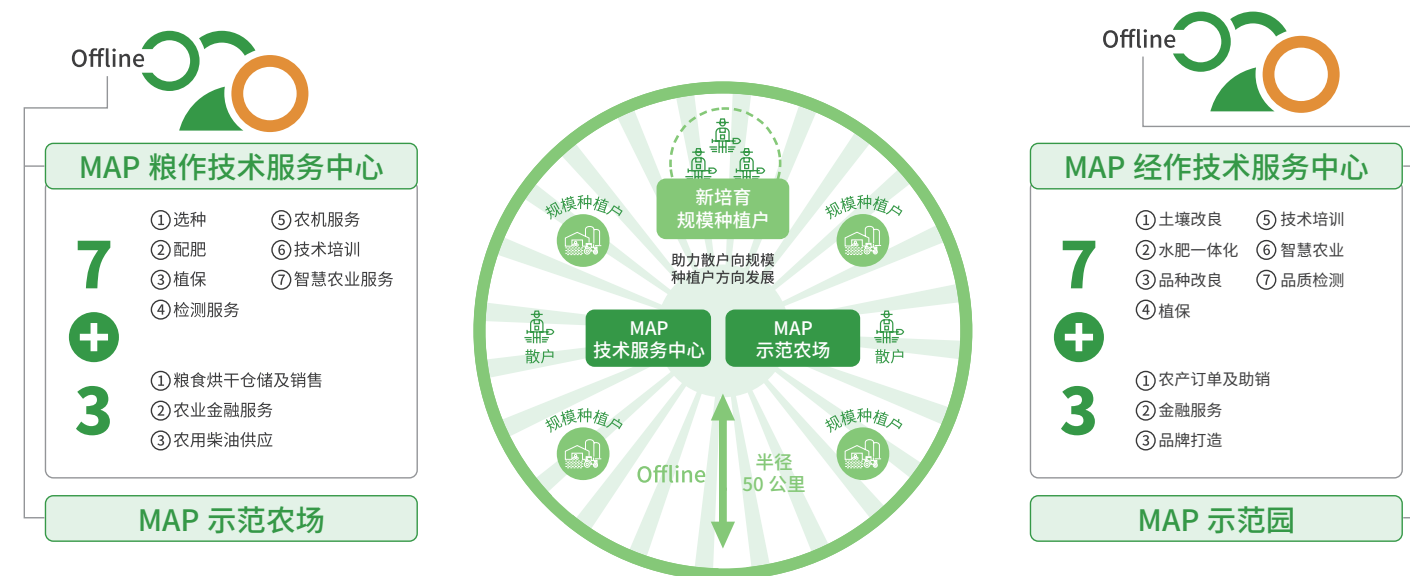 Offline
MAP 粮作技术服务中心
7
① 选种
② 配肥
③ 植保
④ 检测服务
⑤ 农机服务
⑥ 技术培训
⑦ 智慧农业服务
+
3
① 粮食烘干仓储及销售
② 农业金融服务
③ 农用柴油供应
MAP 示范农场
新培育
规模种植户
规模种植户
规模种植户
助力散户向规模
种植户方向发展
散户
MAP
技术服务中心
MAP
示范农场
散户
规模种植户
规模种植户
Offline
半径
50 公里
Offline
MAP 经作技术服务中心
7
① 土壤改良
② 水肥一体化
③ 品种改良
④ 植保
⑤ 技术培训
⑥ 智慧农业
⑦ 品质检测
+
3
① 农产订单及助销
② 金融服务
③ 品牌打造
MAP 示范园